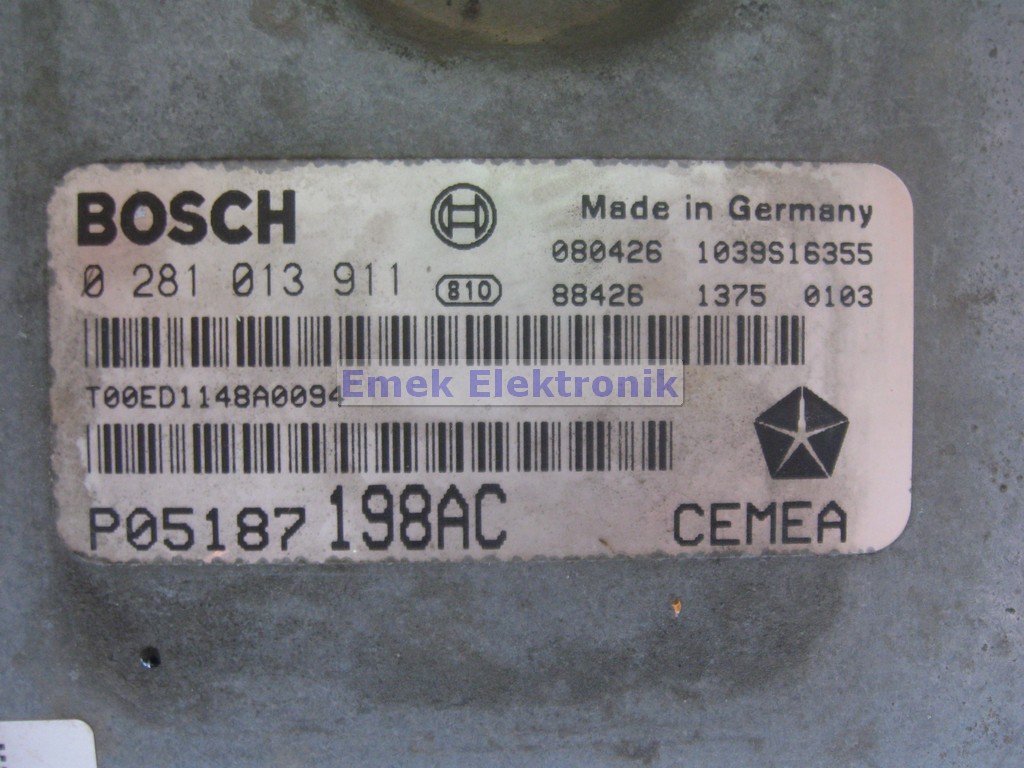 BOSCH
Made in Germany
080426 1039S16355
0 281 013 911
810
88426 1375 0103
Emek Elektronik
T00ED1148A0094
P05187 198AC
CEMEA